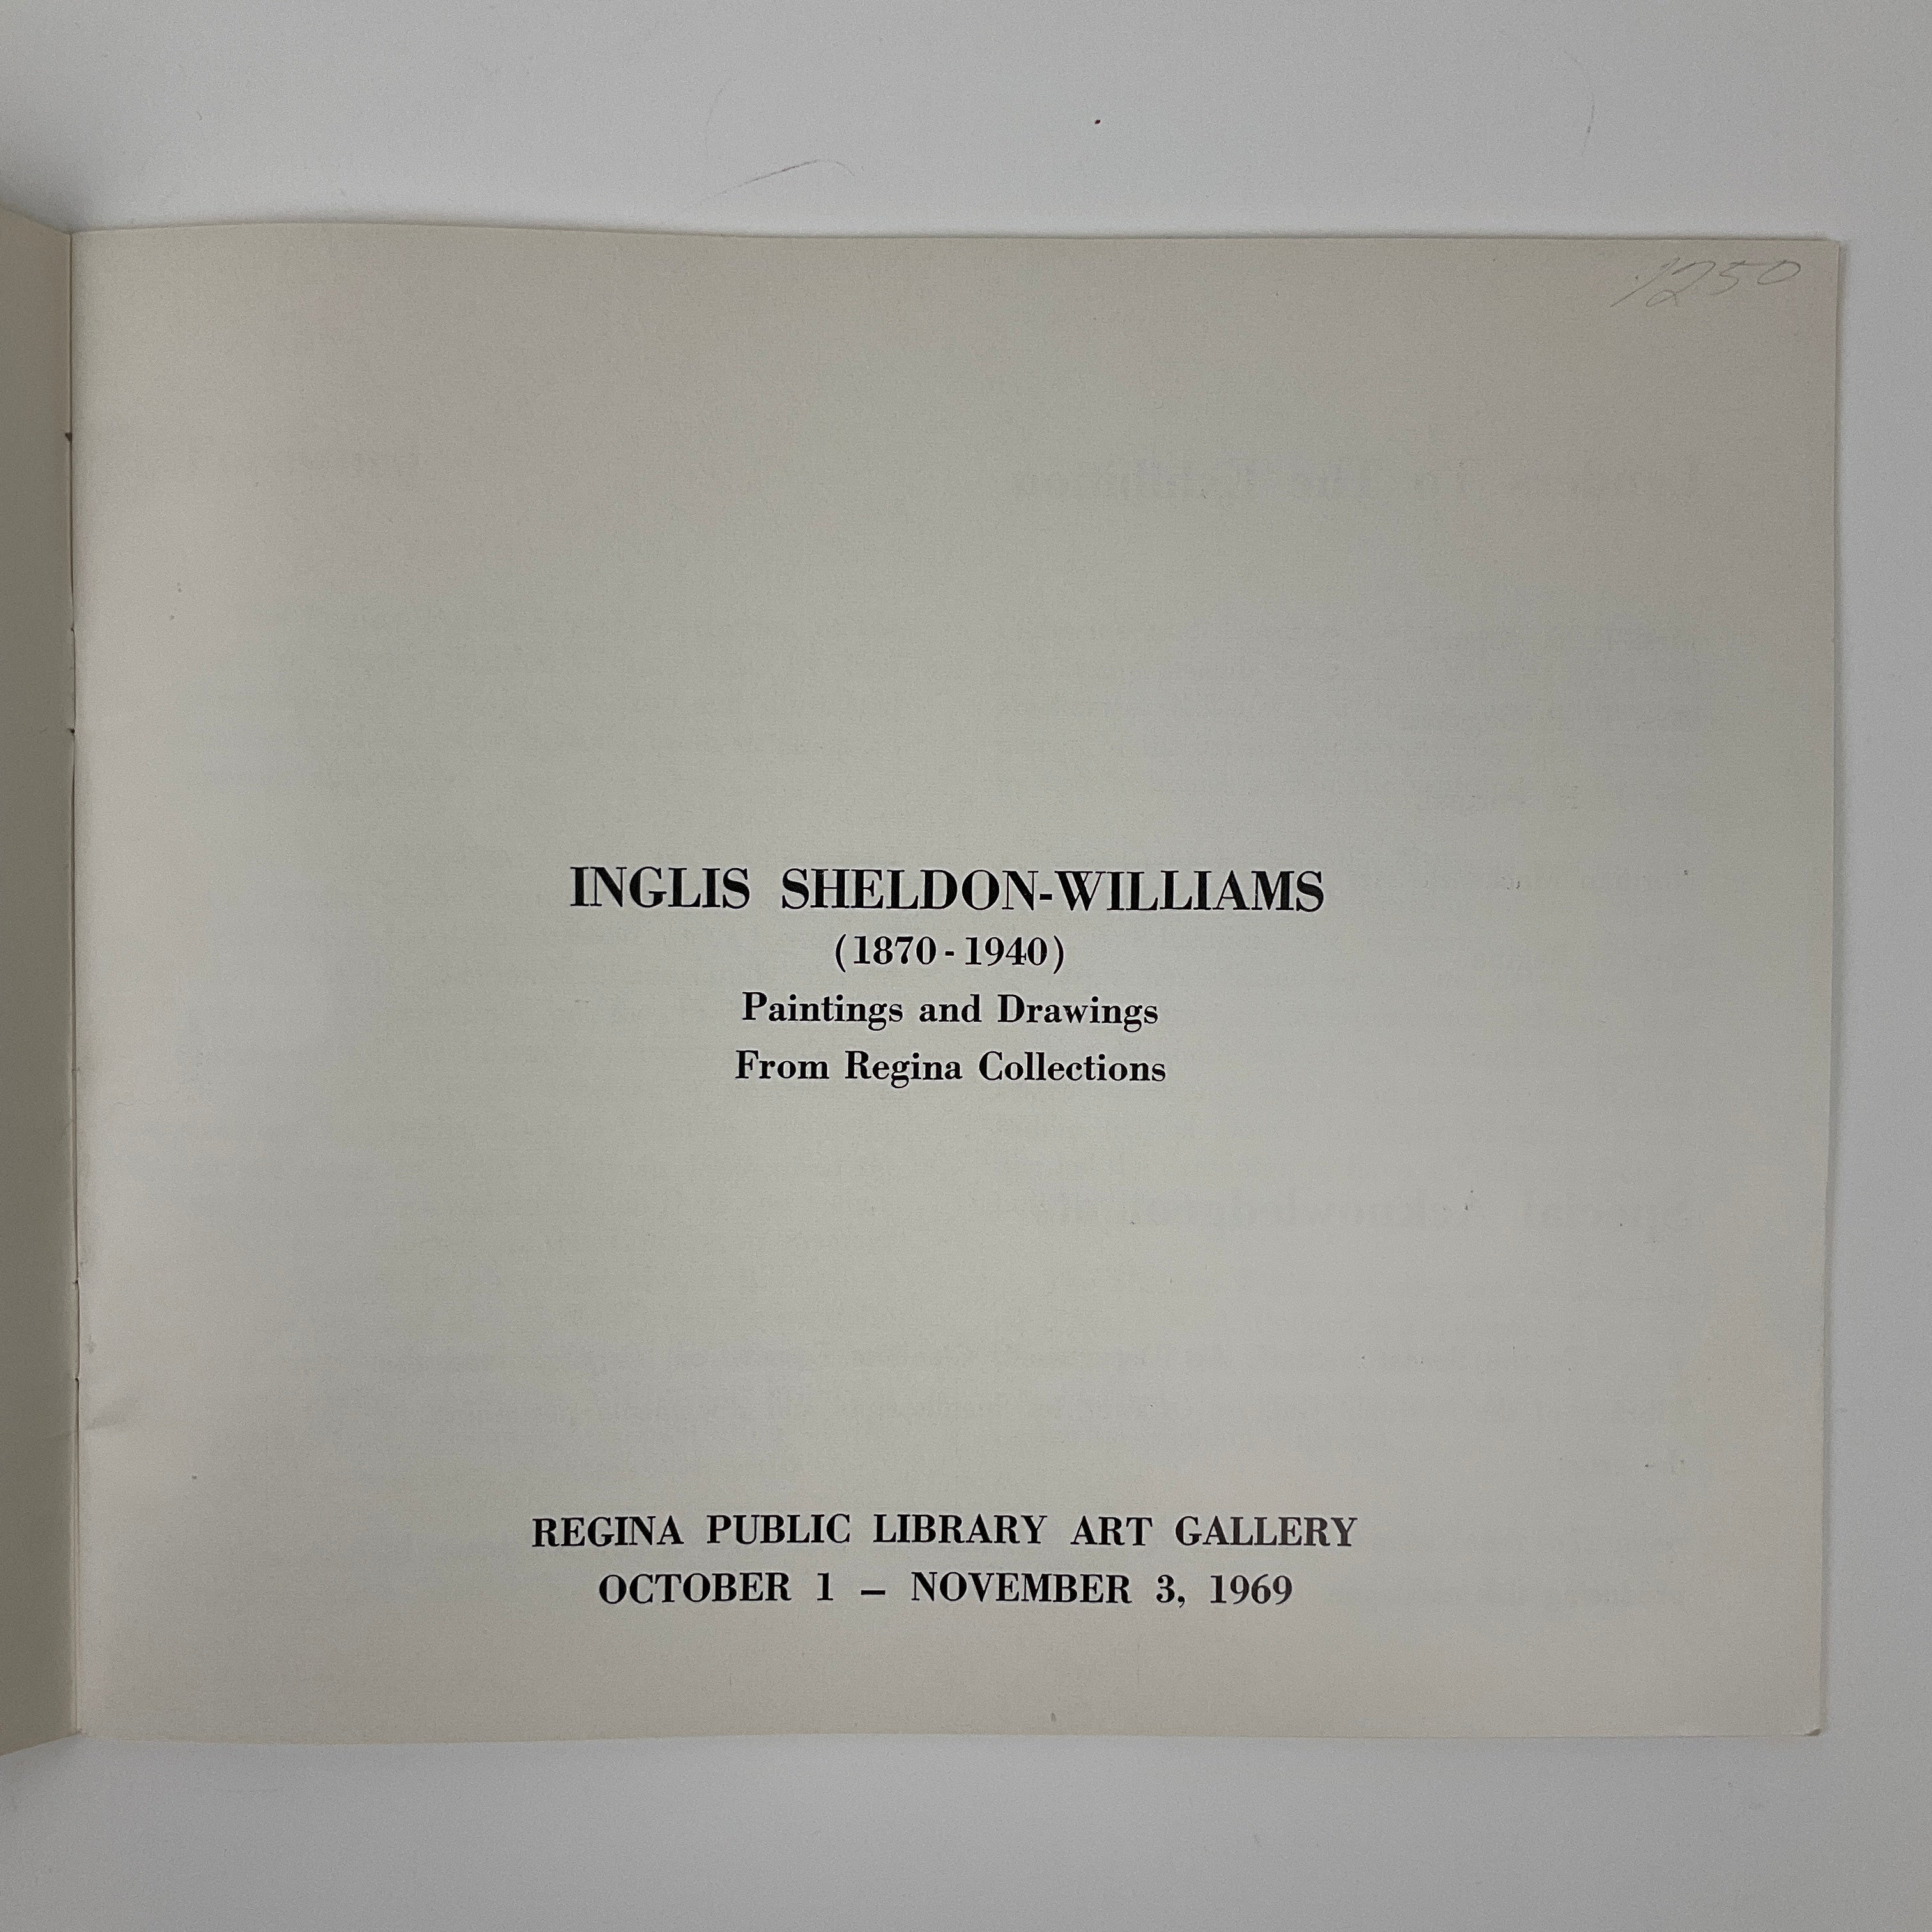 1250
INGLIS SHELDON-WILLIAMS
(1870-1940)
Paintings and Drawings
From Regina Collections
REGINA PUBLIC LIBRARY ART GALLERY
OCTOBER 1 – NOVEMBER 3, 1969